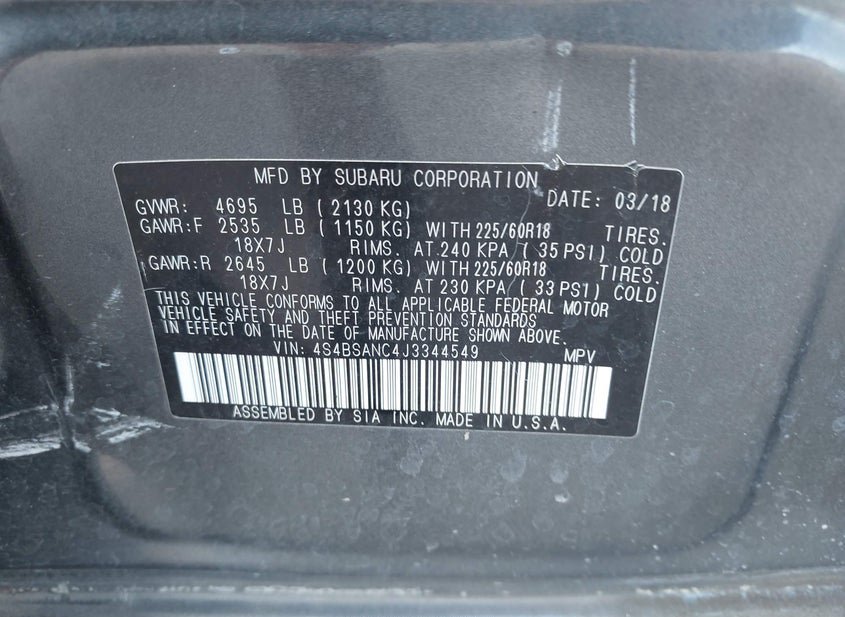 MFD BY SUBARU CORPORATION DATE: 03/18
GVWR: 4695 LB ( 2130 KG)
GAWR:F 2535 LB ( 1150 KG) WITH 225/60R18 TIRES.
18X7J RIMS. AT 240 KPA ( 35 PSI) COLD
GAWR:R 2645 LB ( 1200 KG) WITH 225/60R18 TIRES.
18X7J RIMS. AT 230 KPA ( 33 PSI) COLD
THIS VEHICLE CONFORMS TO ALL APPLICABLE FEDERAL MOTOR
VEHICLE SAFETY AND THEFT PREVENTION STANDARDS
IN EFFECT ON THE DATE OF MANUFACTURE SHOWN ABOVE.
VIN: 4S4BSANC4J3344549 MPV
ASSEMBLED BY SIA INC. MADE IN U.S.A.